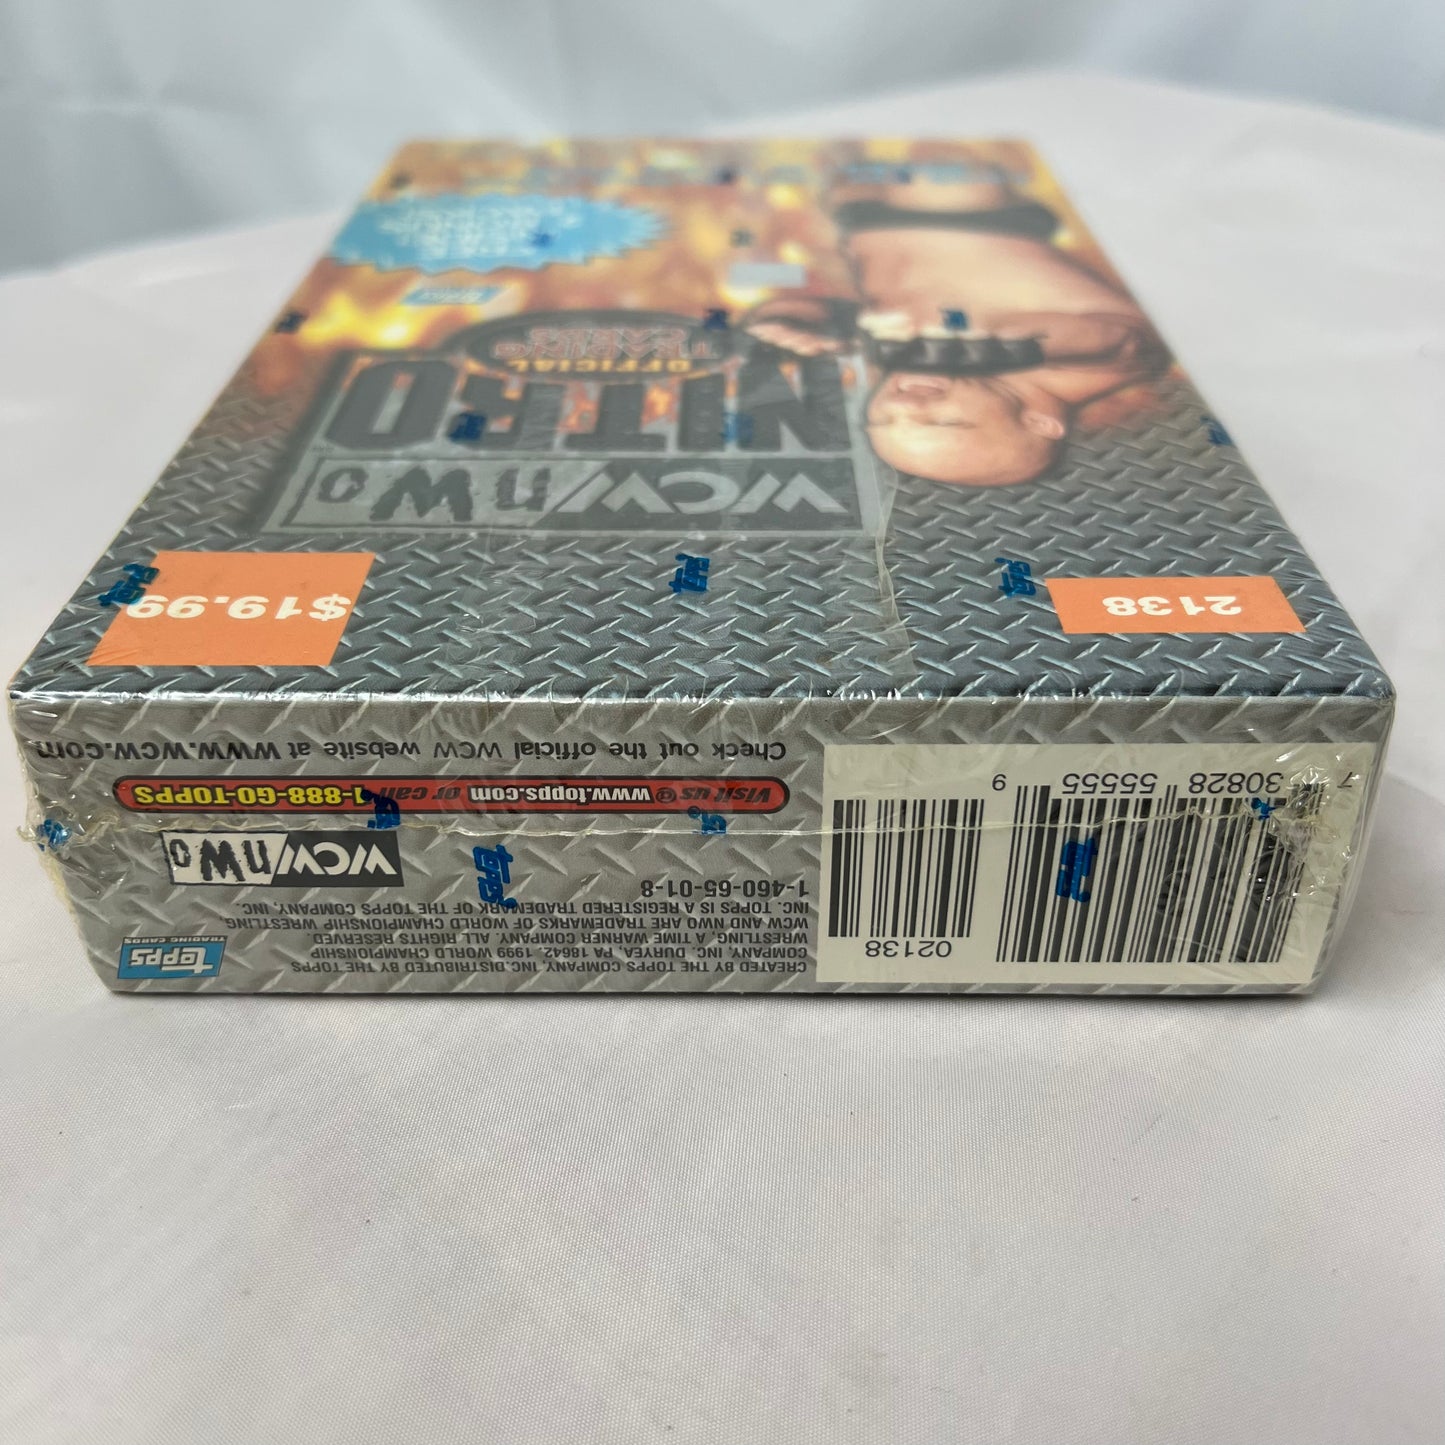 WCW/nWo
NITRO
OFFICIAL
TRADING
CARDS
topps
$19.99
2138
Check out the official WCW website at WWW.WCW.Com
Visit us @ www.topps.com or call 1-888-GO-TOPPS
WCW/nWo
1-460-65-01-8
INC. TOPPS IS A REGISTERED TRADEMARK OF THE TOPPS COMPANY, INC.
WCW AND NWO ARE TRADEMARKS OF WORLD CHAMPIONSHIP WRESTLING,
WRESTLING, A TIME WARNER COMPANY. ALL RIGHTS RESERVED
COMPANY, INC. DURYEA, PA 18642. 1999 WORLD CHAMPIONSHIP
CREATED BY THE TOPPS COMPANY, INC.DISTRIBUTED BY THE TOPPS
topps
TRADING CARDS
7 30828 55555 9
02138
topps
topps